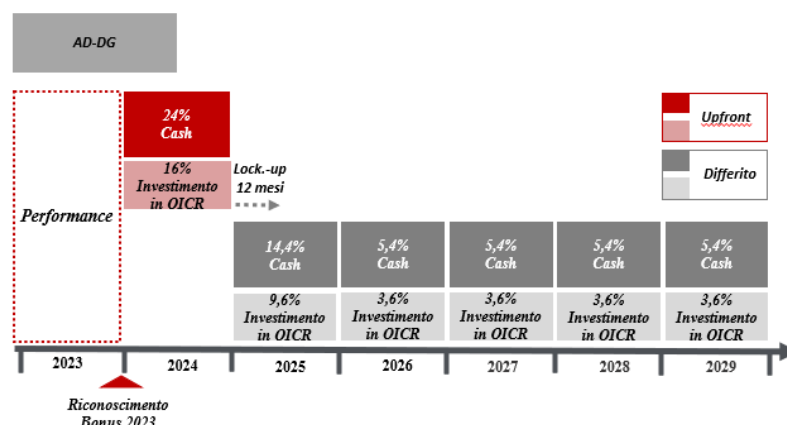 AD-DG
24%
Cash
16%
Investimento
in OICR
Lock.-up
12 mesi
Upfront
Differito
Performance
14,4%
Cash
5,4%
Cash
5,4%
Cash
5,4%
Cash
5,4%
Cash
9,6%
Investimento
in OICR
3,6%
Investimento
in OICR
3,6%
Investimento
in OICR
3,6%
Investimento
in OICR
3,6%
Investimento
in OICR
2023
2024
2025
2026
2027
2028
2029
Riconoscimento
Bonus 2023